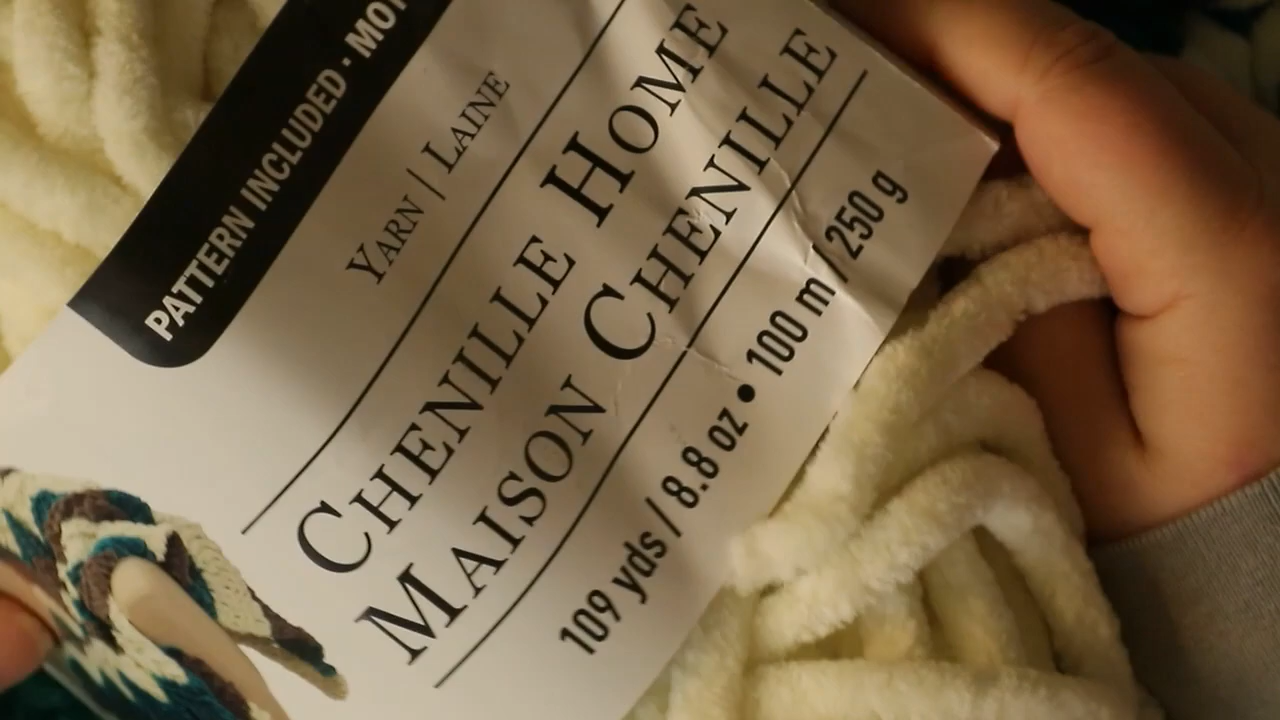 PATTERN INCLUDED •
YARN | LAINE
CHENILLE HOME
MAISON CHENILLE
109 yds / 8.8 oz • 100 m / 250 g